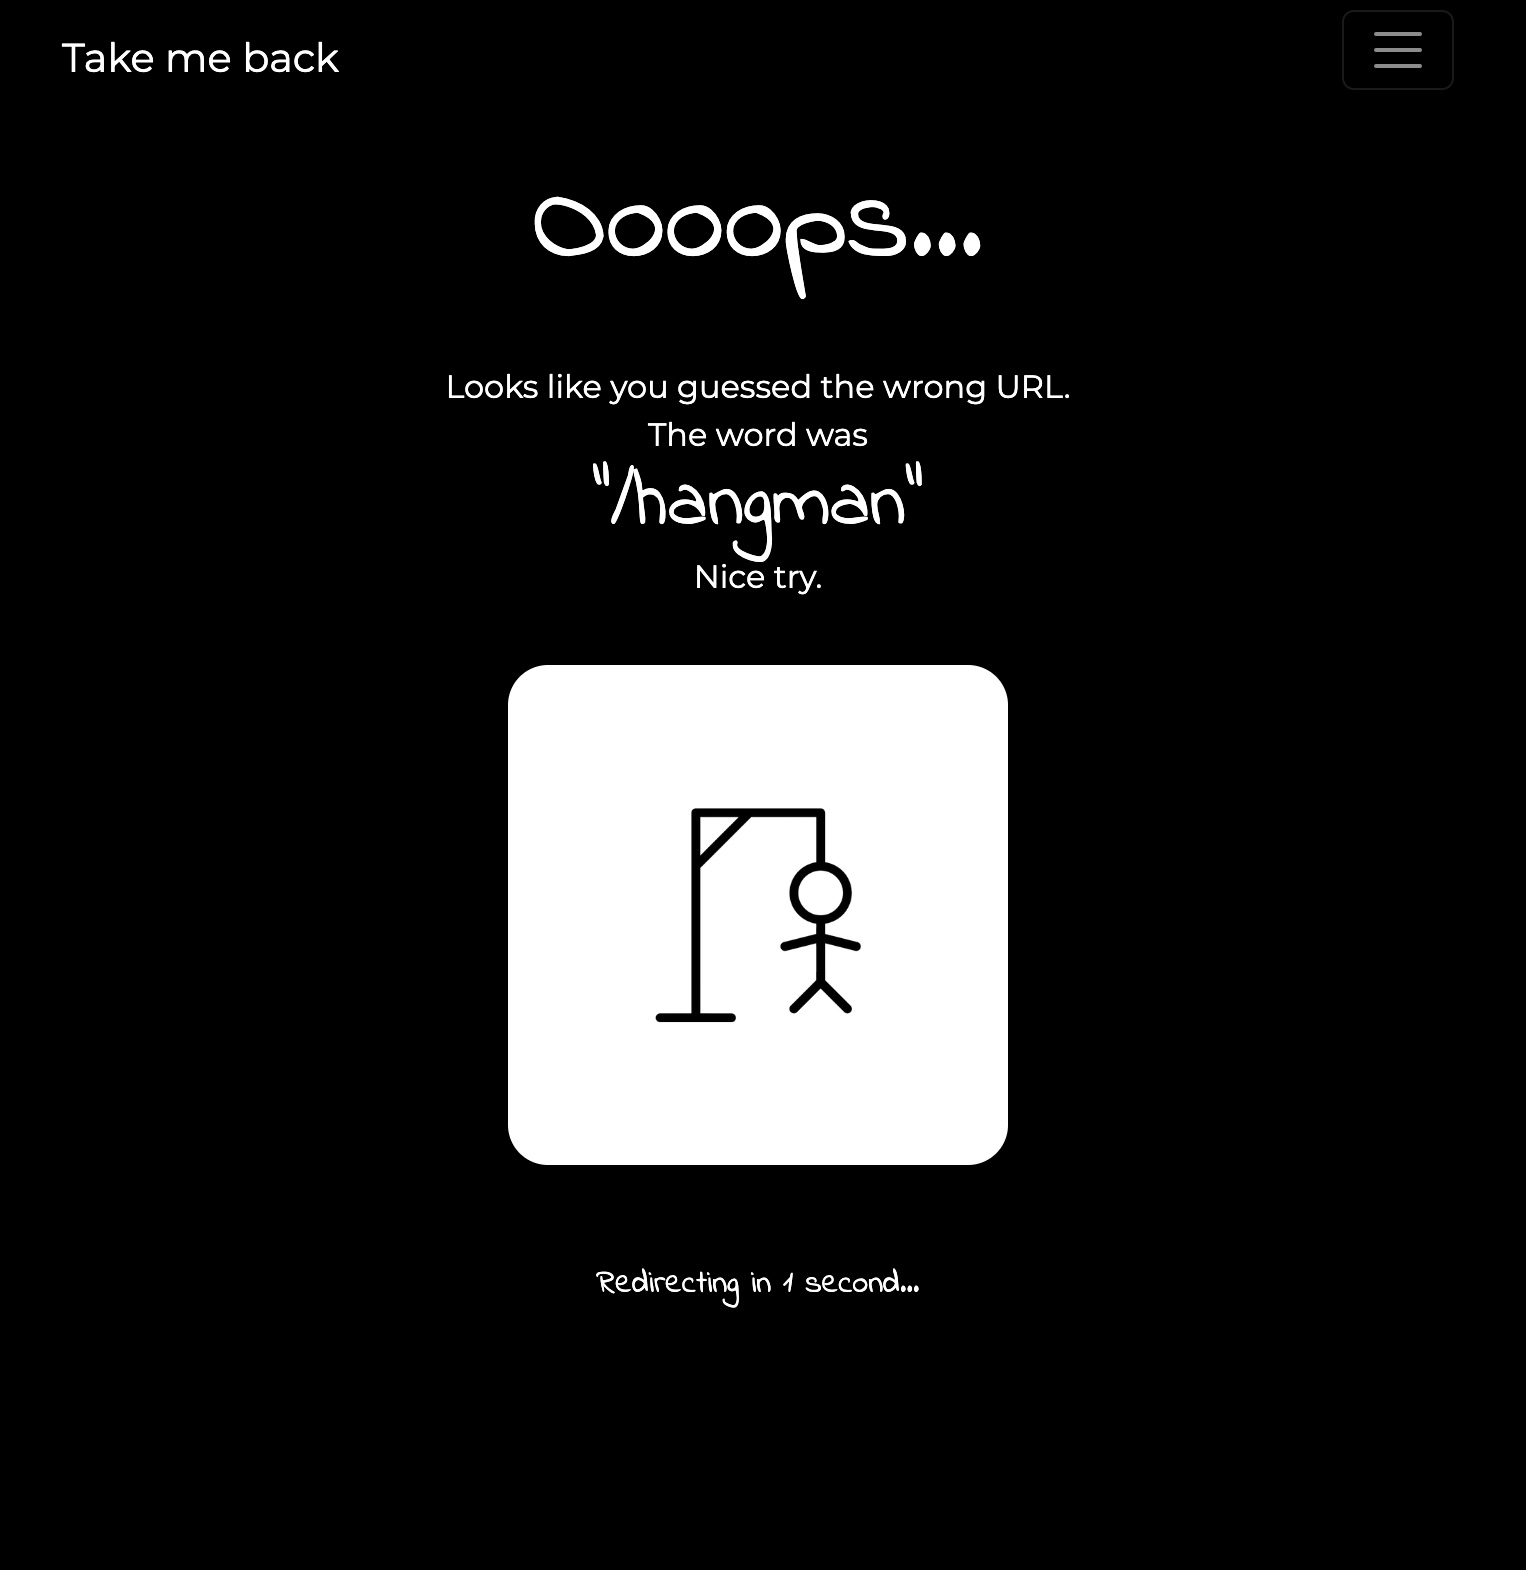 Take me back
Oooops...
Looks like you guessed the wrong URL.
The word was
"/hangman"
Nice try.
Redirecting in 1 second...